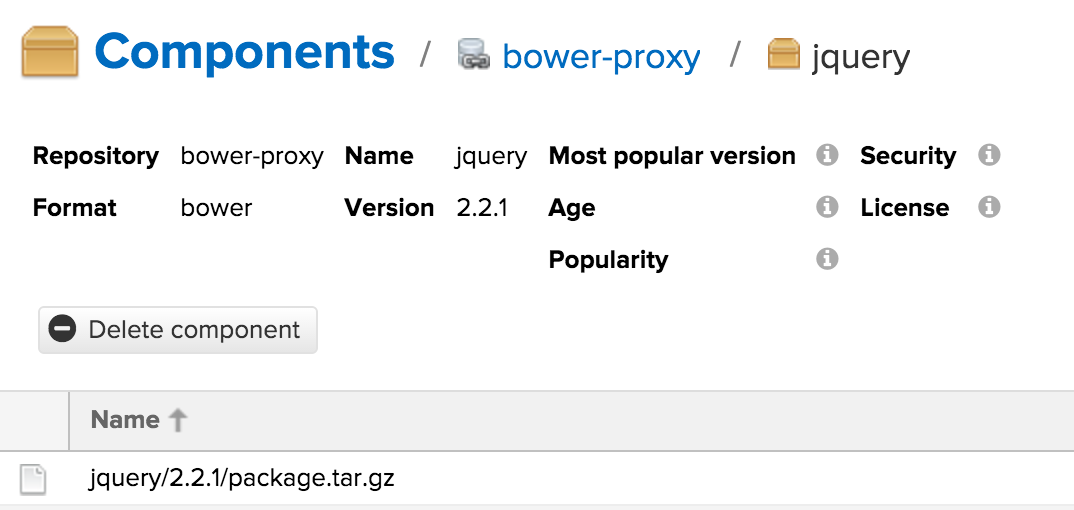 Components / bower-proxy / jquery
Repository bower-proxy Name jquery Most popular version Security
Format bower Version 2.2.1 Age License
Popularity
Delete component
Name
jquery/2.2.1/package.tar.gz